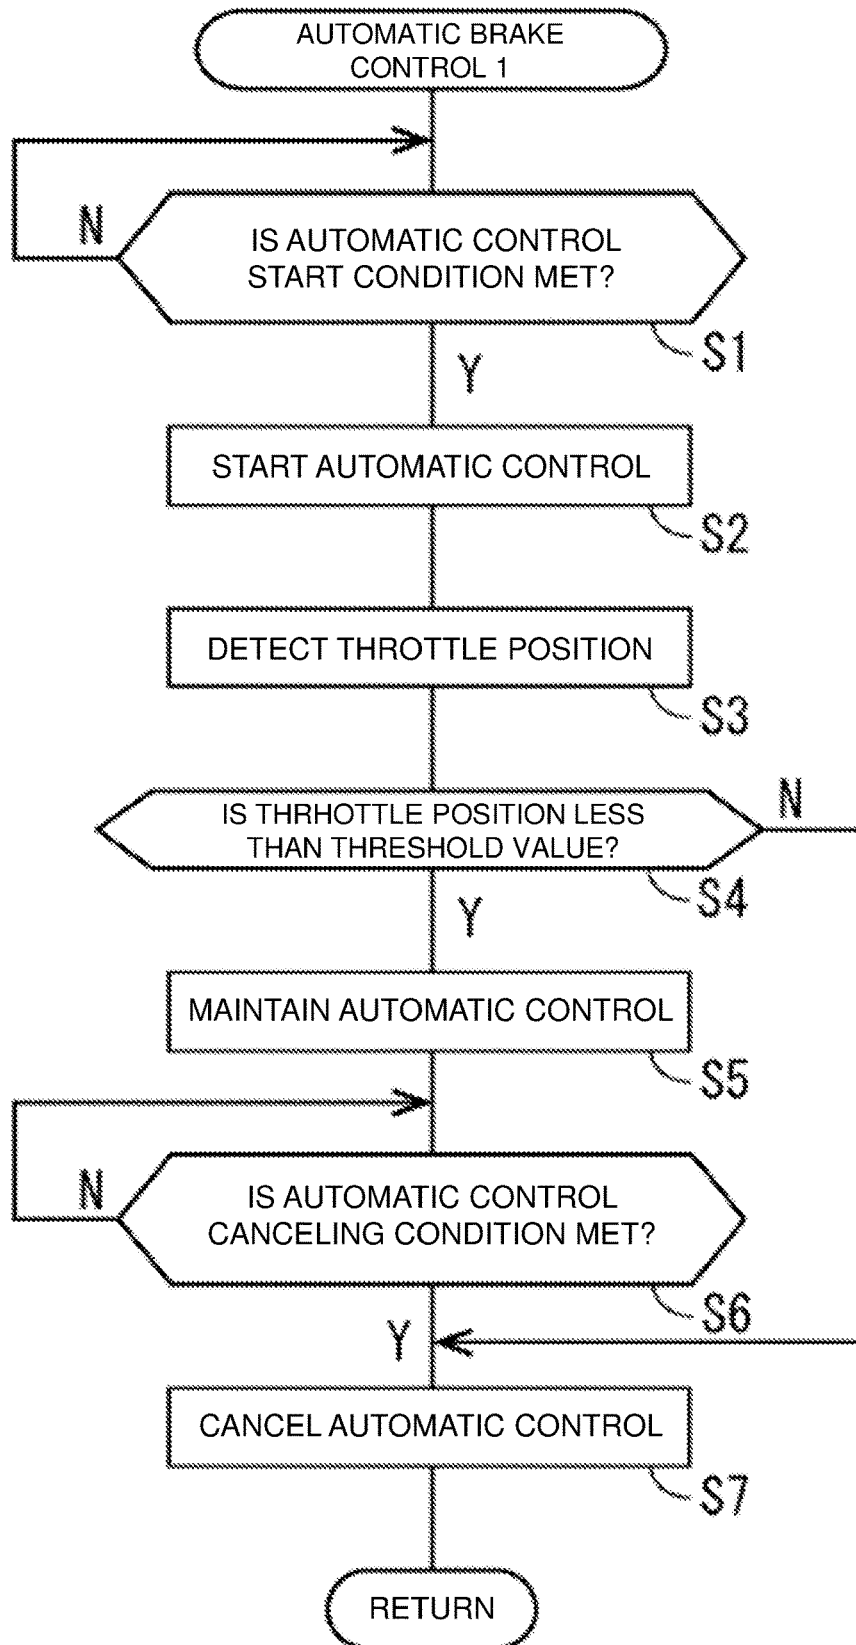 AUTOMATIC BRAKE
CONTROL 1
N
IS AUTOMATIC CONTROL
START CONDITION MET?
S1
Y
START AUTOMATIC CONTROL
S2
DETECT THROTTLE POSITION
S3
IS THRHOTTLE POSITION LESS
THAN THRESHOLD VALUE?
N
S4
Y
MAINTAIN AUTOMATIC CONTROL
S5
N
IS AUTOMATIC CONTROL
CANCELING CONDITION MET?
S6
Y
CANCEL AUTOMATIC CONTROL
S7
RETURN